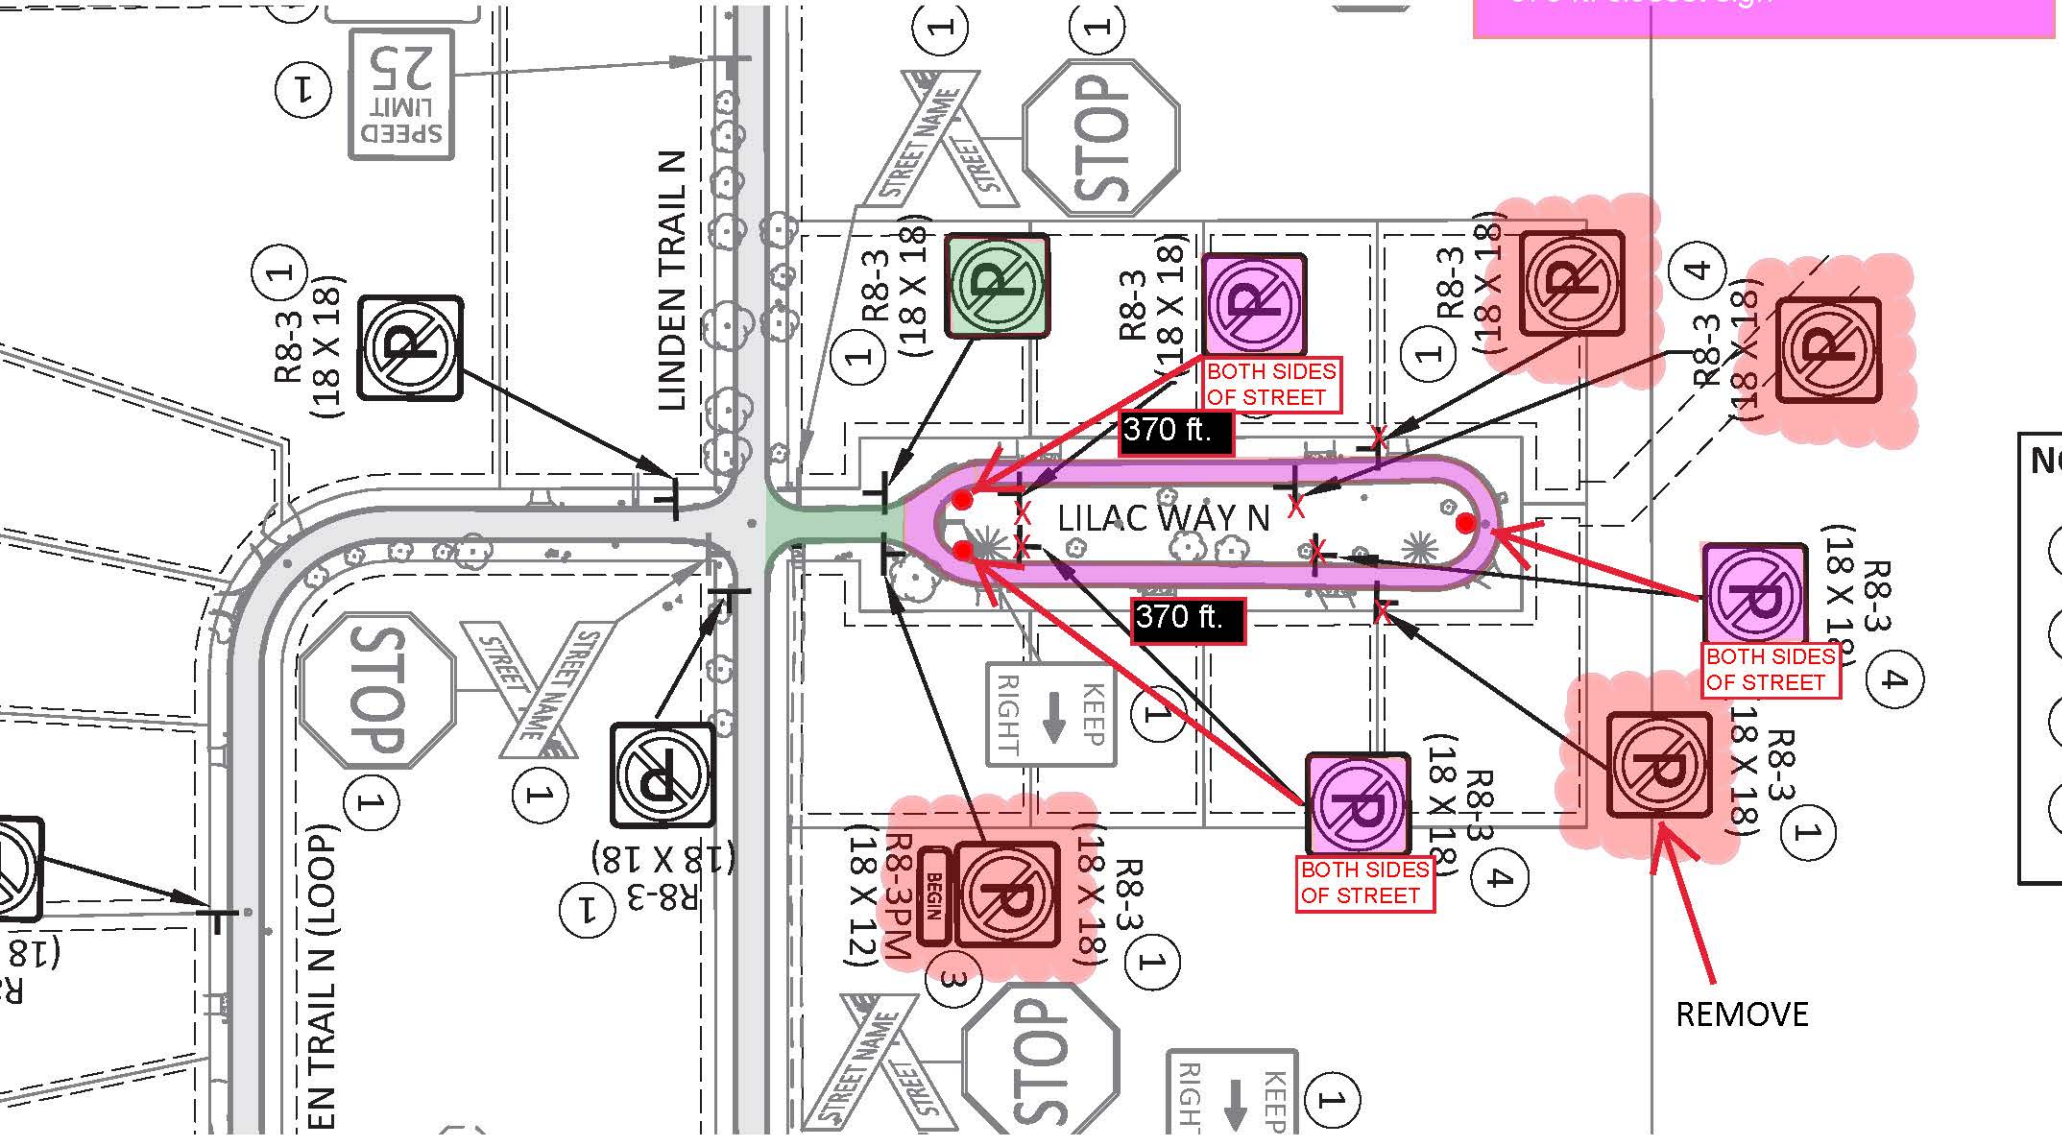 SPEED
LIMIT
25
1
LINDEN TRAIL N
STREET NAME
STREET
1
STOP
1
R8-3
(18 X 18)
1
P
R8-3
(18 X 18)
1
P
R8-3
(18 X 18)
P
BOTH SIDES
OF STREET
R8-3
(18 X 18)
1
P
R8-3
(18 X 18)
4
P
370 ft.
LILAC WAY N
370 ft.
P
BOTH SIDES
OF STREET
R8-3
(18 X 18)
4
STOP
1
STREET
STREET NAME
1
P
(18 X 18)
R8-3
1
KEEP
RIGHT
1
P
BOTH SIDES
OF STREET
R8-3
(18 X 18)
4
P
R8-3
18 X 18)
1
BEGIN
P
R8-3PM
(18 X 12)
3
R8-3
(18 X 18)
1
REMOVE
EN TRAIL N (LOOP)
(18
STREET NAME
STREET
STOP
KEEP
RIGH
1